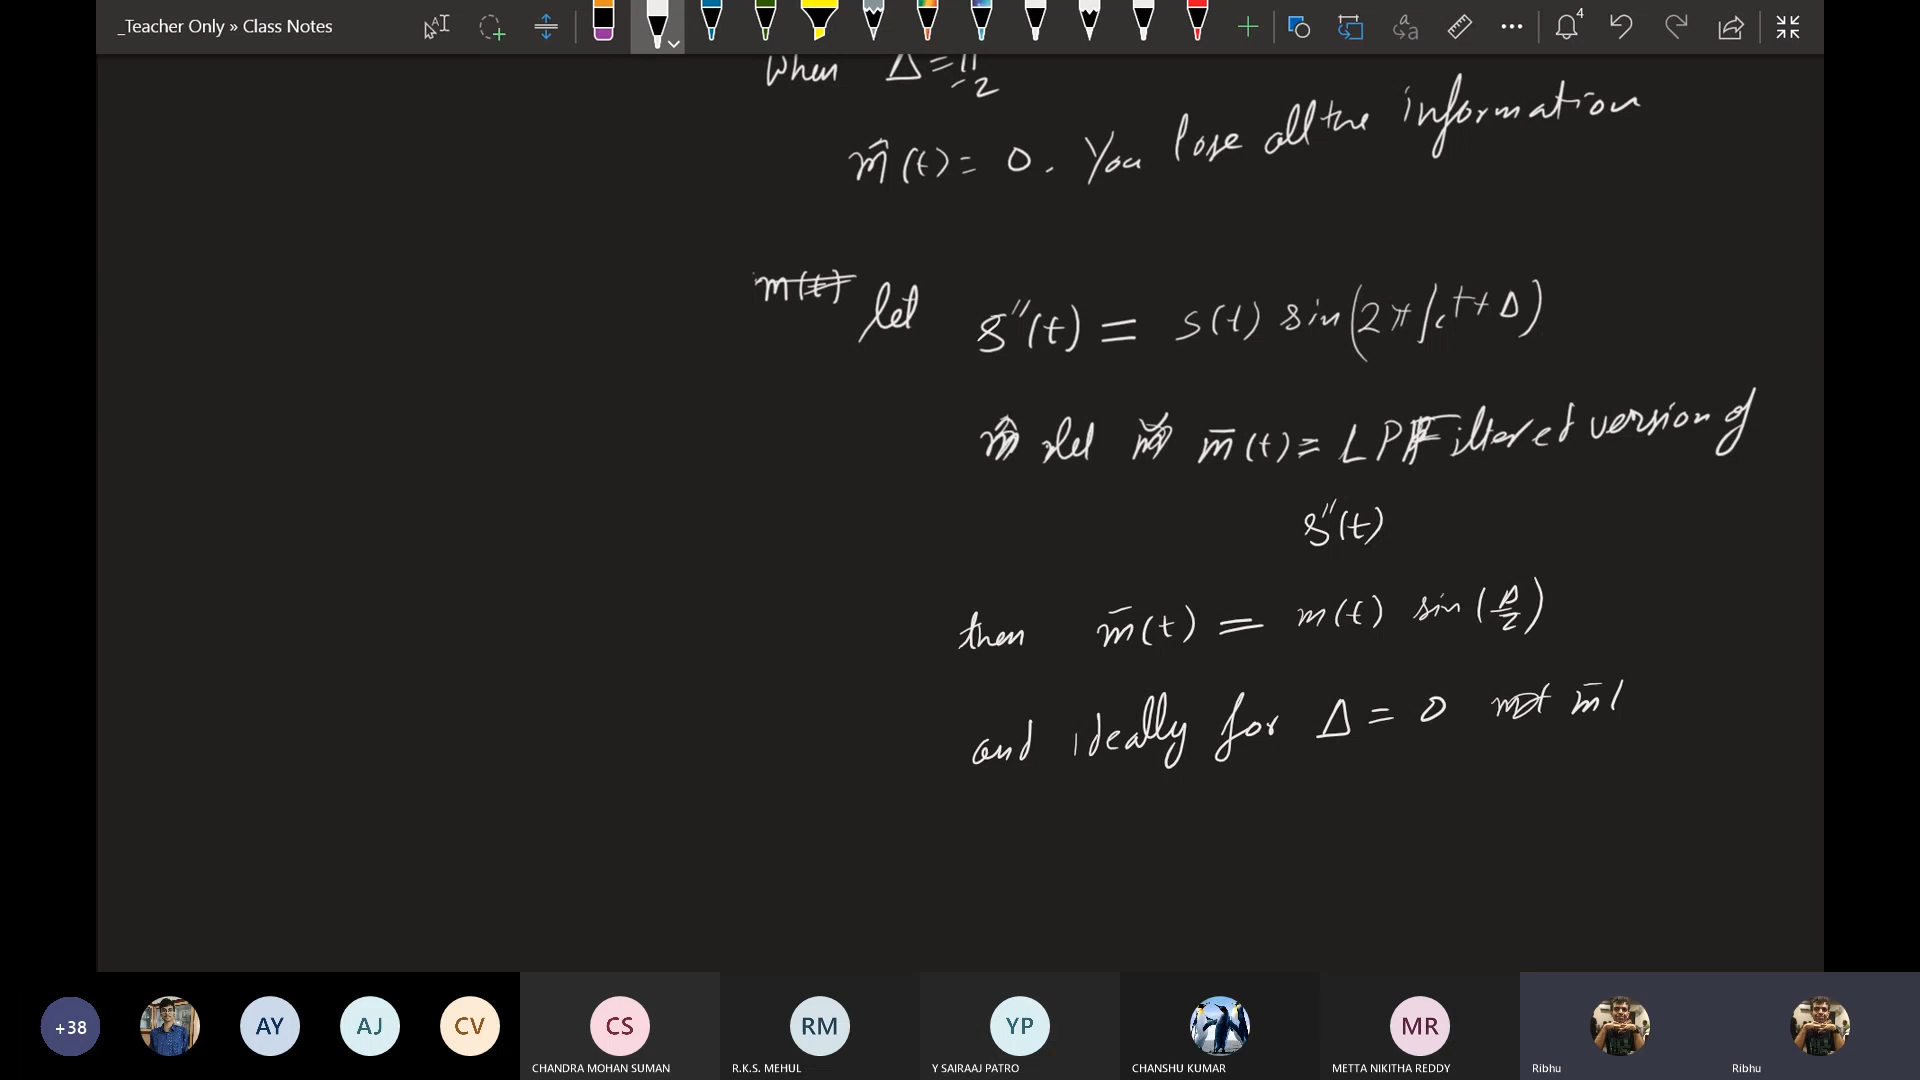 _Teacher Only » Class Notes
4
When Δ = π/2
m̂(t) = 0. You lose all the information
m(t) let s''(t) = s(t) sin(2πfct + Δ)
let m̄(t) = LPFiltered version of
s''(t)
then m̄(t) = m(t) sin(Δ/2)
and ideally for Δ = 0 m̄
+38 AY AJ CV CS RM YP MR
CHANDRA MOHAN SUMAN R.K.S. MEHUL Y SAIRAAJ PATRO CHANSHU KUMAR METTA NIKITHA REDDY Ribhu Ribhu